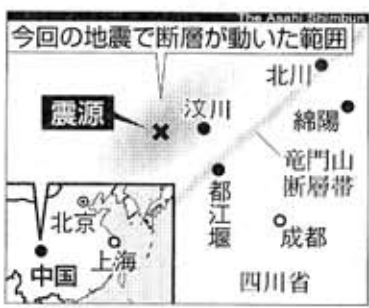 The Asahi Shimbun
今回の地震で断層が動いた範囲
北川
震源
汶川
綿陽
竜門山
断層帯
都江堰
成都
北京
上海
中国
四川省